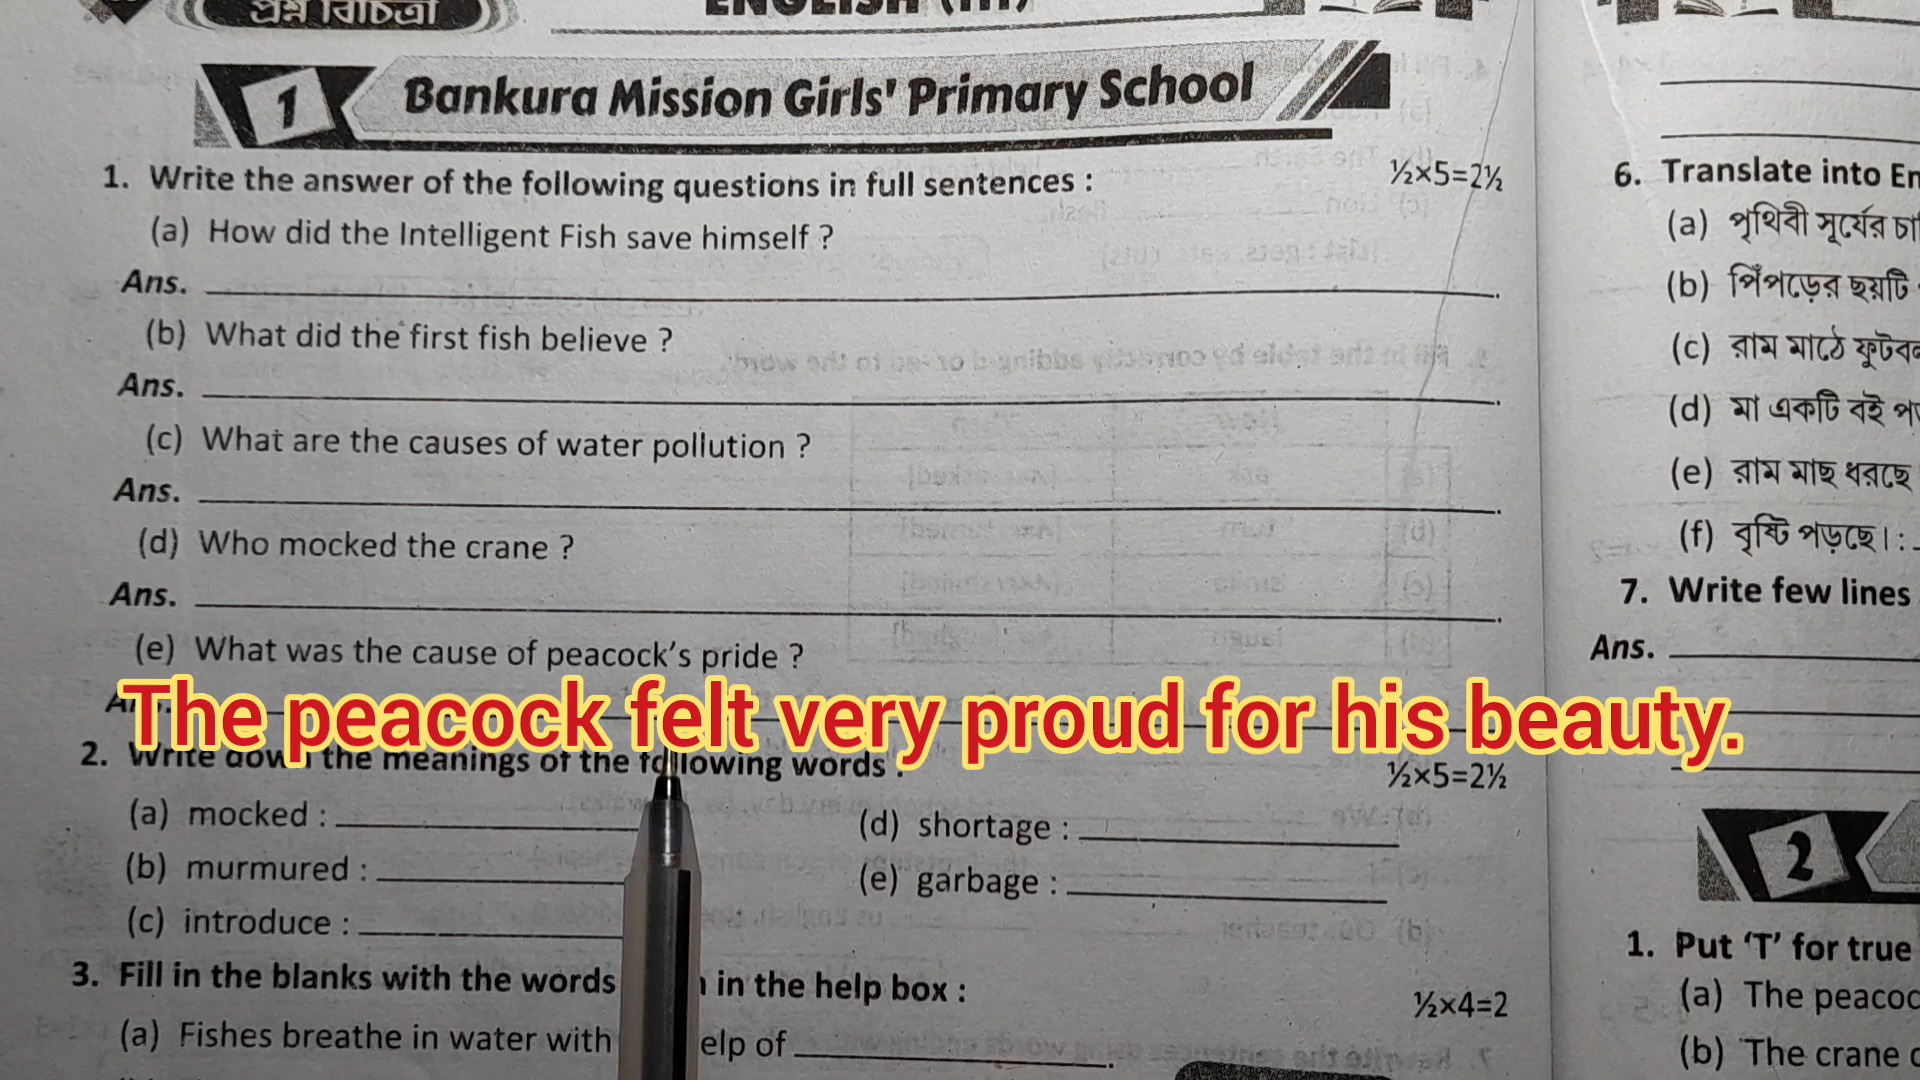 প্রশ্ন বিচিত্রা
ENGLISH (III)
1 Bankura Mission Girls' Primary School
1. Write the answer of the following questions in full sentences : ½×5=2½
(a) How did the Intelligent Fish save himself ?
Ans.
(b) What did the first fish believe ?
Ans.
(c) What are the causes of water pollution ?
Ans.
(d) Who mocked the crane ?
Ans.
(e) What was the cause of peacock's pride ?
The peacock felt very proud for his beauty.
2. Write down the meanings of the following words : ½×5=2½
(a) mocked : (d) shortage :
(b) murmured : (e) garbage :
(c) introduce :
3. Fill in the blanks with the words in the help box : ½×4=2
(a) Fishes breathe in water with elp of
6. Translate into En
(a) পৃথিবী সূর্যের চা
(b) পিঁপড়ের ছয়টি
(c) রাম মাঠে ফুটবল
(d) মা একটি বই প
(e) রাম মাছ ধরছে
(f) বৃষ্টি পড়ছে। :
7. Write few lines
Ans.
2
1. Put 'T' for true
(a) The peacoc
(b) The crane